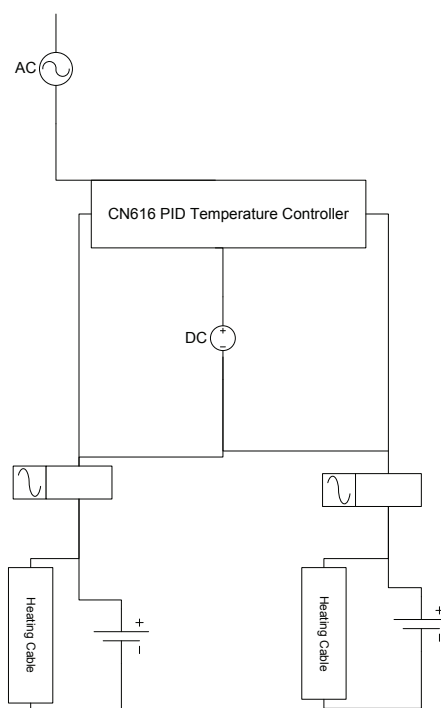 AC
CN616 PID Temperature Controller
DC
+
−
Heating Cable
+
−
Heating Cable
+
−